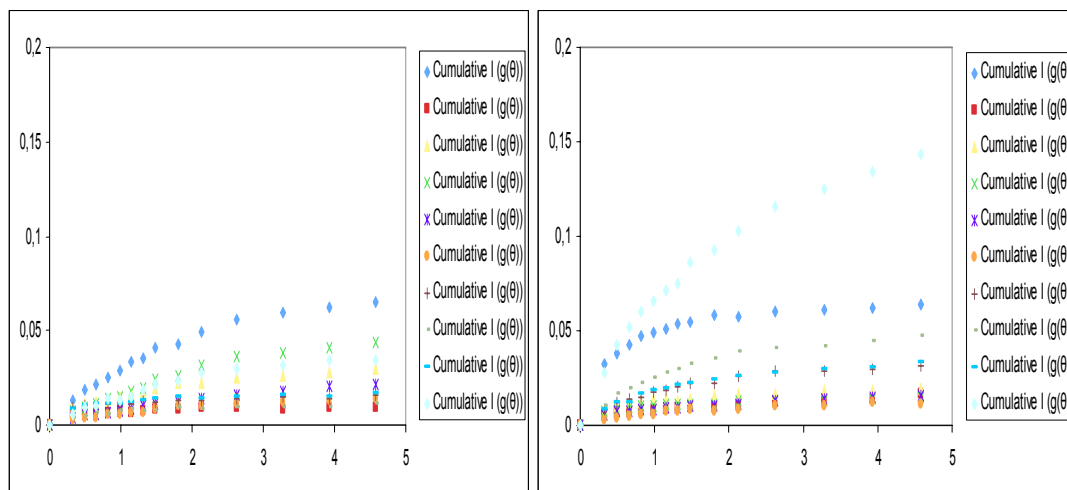 0,2
0,15
0,1
0,05
0
0 1 2 3 4 5
Cumulative I (g(θ))
Cumulative I (g(θ))
Cumulative I (g(θ))
Cumulative I (g(θ))
Cumulative I (g(θ))
Cumulative I (g(θ))
Cumulative I (g(θ))
Cumulative I (g(θ))
Cumulative I (g(θ))
Cumulative I (g(θ))
0,2
0,15
0,1
0,05
0
0 1 2 3 4 5
Cumulative I (g(θ
Cumulative I (g(θ
Cumulative I (g(θ
Cumulative I (g(θ
Cumulative I (g(θ
Cumulative I (g(θ
Cumulative I (g(θ
Cumulative I (g(θ
Cumulative I (g(θ
Cumulative I (g(θ